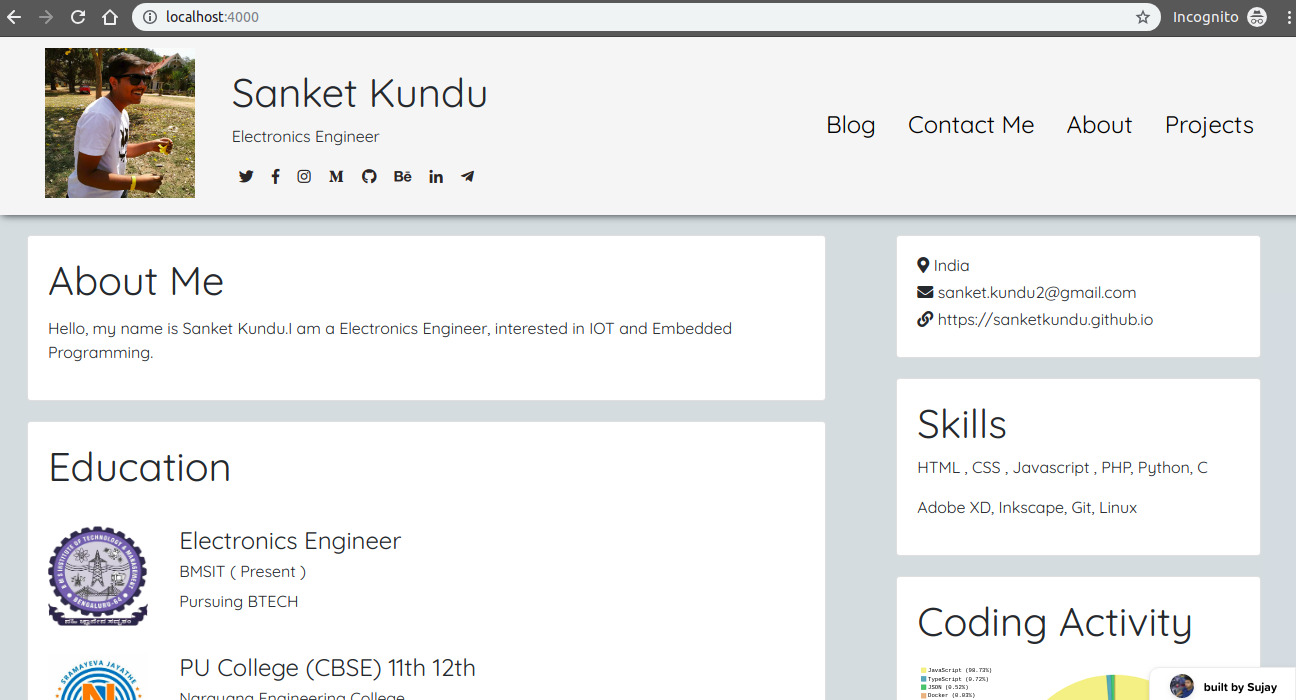 localhost:4000
Incognito
Sanket Kundu
Electronics Engineer
Bē
Blog
Contact Me
About
Projects
About Me
Hello, my name is Sanket Kundu.I am a Electronics Engineer, interested in IOT and Embedded
Programming.
Education
Electronics Engineer
BMSIT ( Present )
Pursuing BTECH
PU College (CBSE) 11th 12th
Narayana Engineering College
SAMAYEVA JAYATHE
India
sanket.kundu2@gmail.com
https://sanketkundu.github.io
Skills
HTML , CSS , Javascript , PHP, Python, C
Adobe XD, Inkscape, Git, Linux
Coding Activity
JavaScript (98.73%)
TypeScript (0.72%)
JSON (0.52%)
Docker (0.03%)
built by Sujay